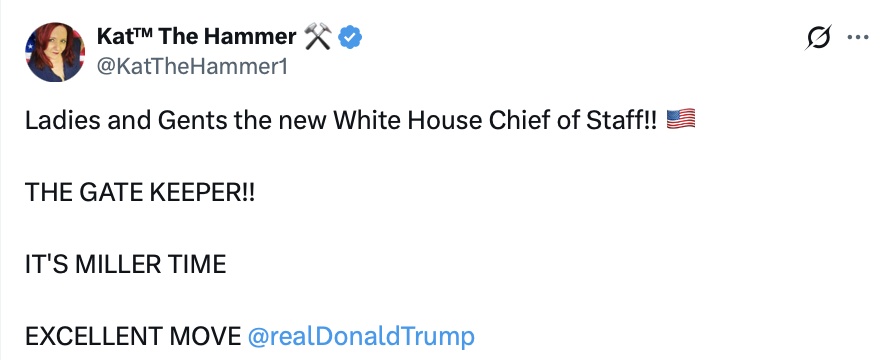 Kat™ The Hammer ⚒️
@KatTheHammer1
Ladies and Gents the new White House Chief of Staff!! 🇺🇸
THE GATE KEEPER!!
IT'S MILLER TIME
EXCELLENT MOVE @realDonaldTrump